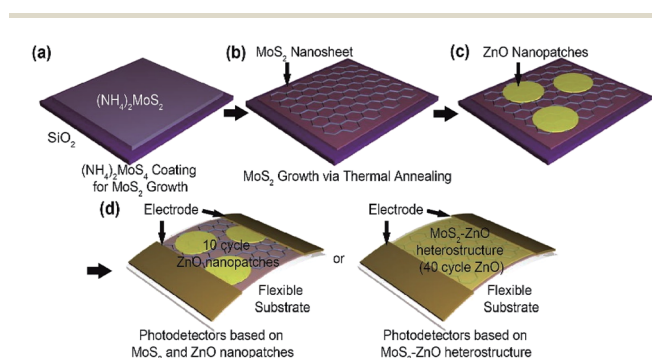 (a)
(NH₄)₂MoS₂
SiO₂
(NH₄)₂MoS₄ Coating
for MoS₂ Growth
(b)
MoS₂ Nanosheet
MoS₂ Growth via Thermal Annealing
(c)
ZnO Nanopatches
(d)
Electrode
10 cycle
ZnO nanopatches
Flexible
Substrate
Photodetectors based on
MoS₂ and ZnO nanopatches
or
Electrode
MoS₂-ZnO
heterostructure
(40 cycle ZnO)
Flexible
Substrate
Photodetectors based on
MoS₂-ZnO heterostructure